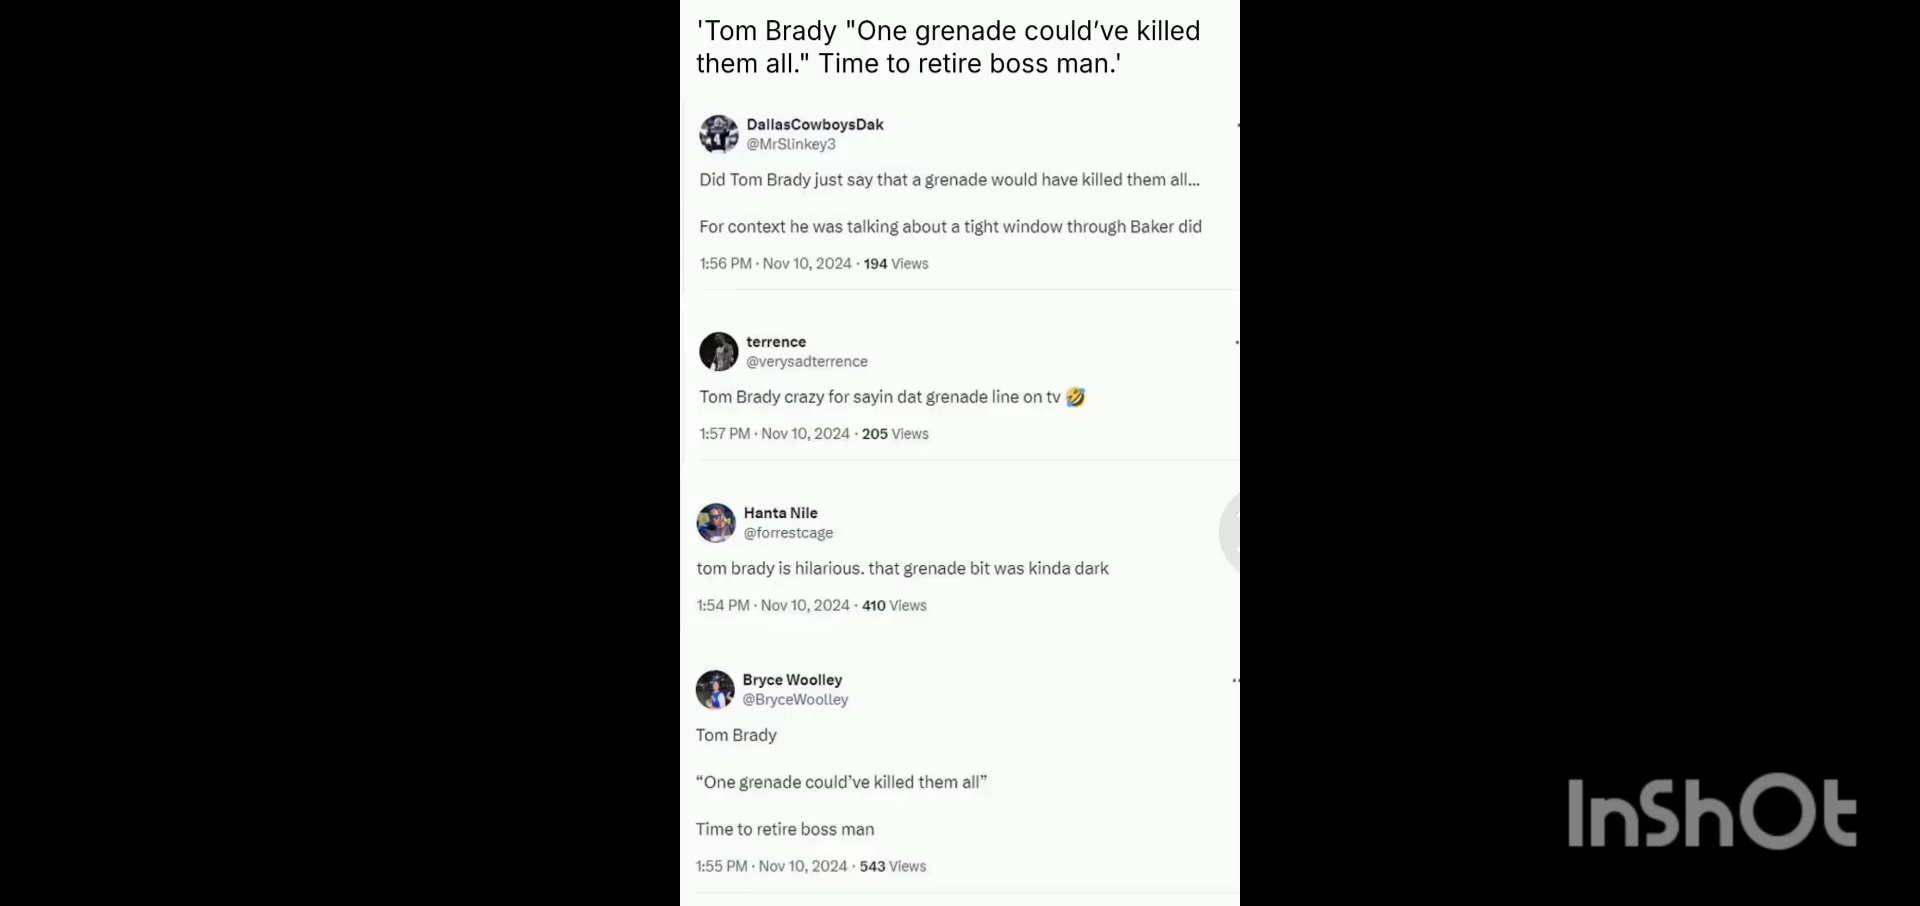 'Tom Brady "One grenade could’ve killed
them all." Time to retire boss man.'
DallasCowboysDak
@MrSlinkey3
Did Tom Brady just say that a grenade would have killed them all...
For context he was talking about a tight window through Baker did
1:56 PM · Nov 10, 2024 · 194 Views
terrence
@verysadterrence
Tom Brady crazy for sayin dat grenade line on tv 🤣
1:57 PM · Nov 10, 2024 · 205 Views
Hanta Nile
@forrestcage
tom brady is hilarious. that grenade bit was kinda dark
1:54 PM · Nov 10, 2024 · 410 Views
Bryce Woolley
@BryceWoolley
Tom Brady
“One grenade could’ve killed them all”
Time to retire boss man
1:55 PM · Nov 10, 2024 · 543 Views
InShOt